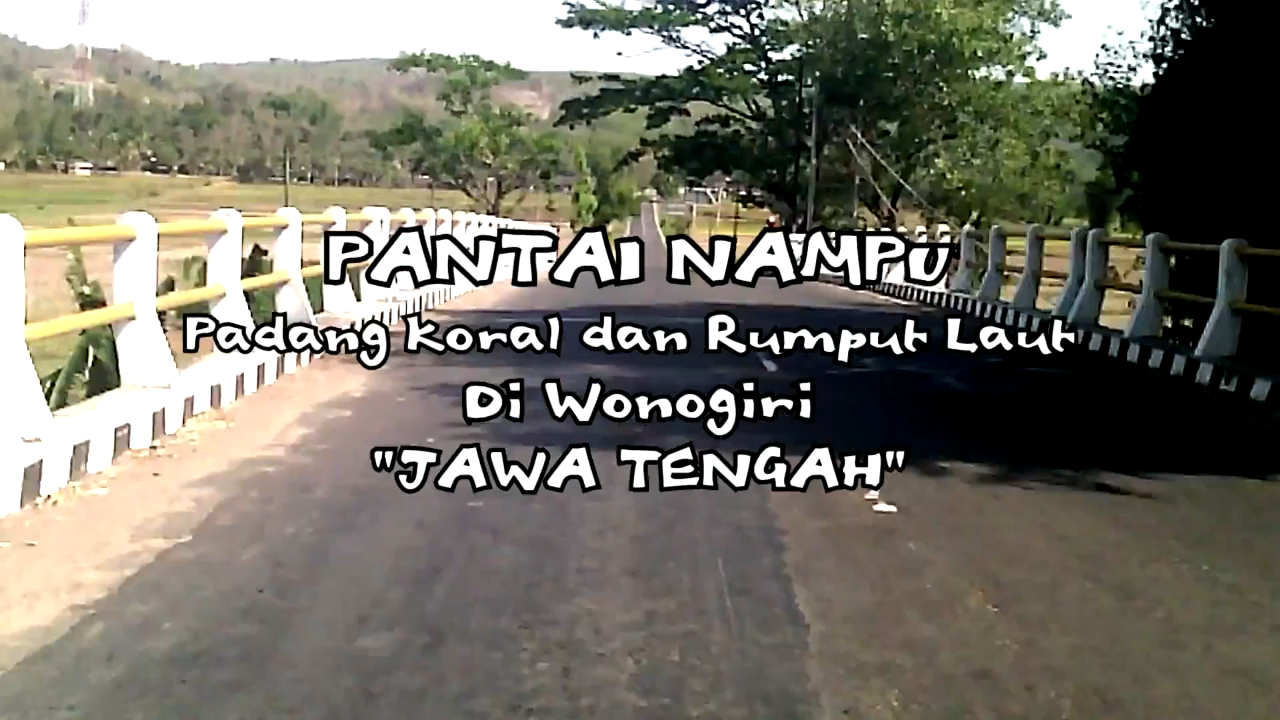 PANTAI NAMPU
Padang Koral dan Rumput Laut
Di Wonogiri
"JAWA TENGAH"